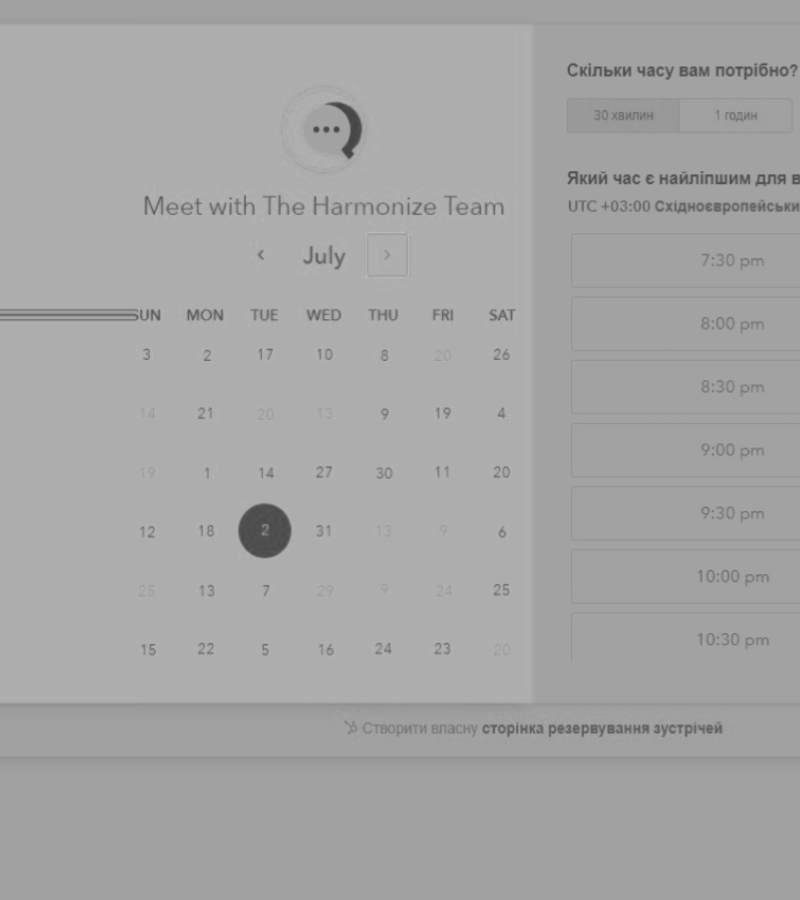 Meet with The Harmonize Team
July
SUN MON TUE WED THU FRI SAT
3 2 17 10 8 20 26
14 21 20 13 9 19 4
19 1 14 27 30 11 20
12 18 2 31 13 9 6
25 13 7 29 9 24 25
15 22 5 16 24 23 20
Скільки часу вам потрібно?
30 хвилин 1 годин
Який час є найліпшим для в
UTC +03:00 Східноєвропейськи
7:30 pm
8:00 pm
8:30 pm
9:00 pm
9:30 pm
10:00 pm
10:30 pm
Створити власну сторінка резервування зустрічей